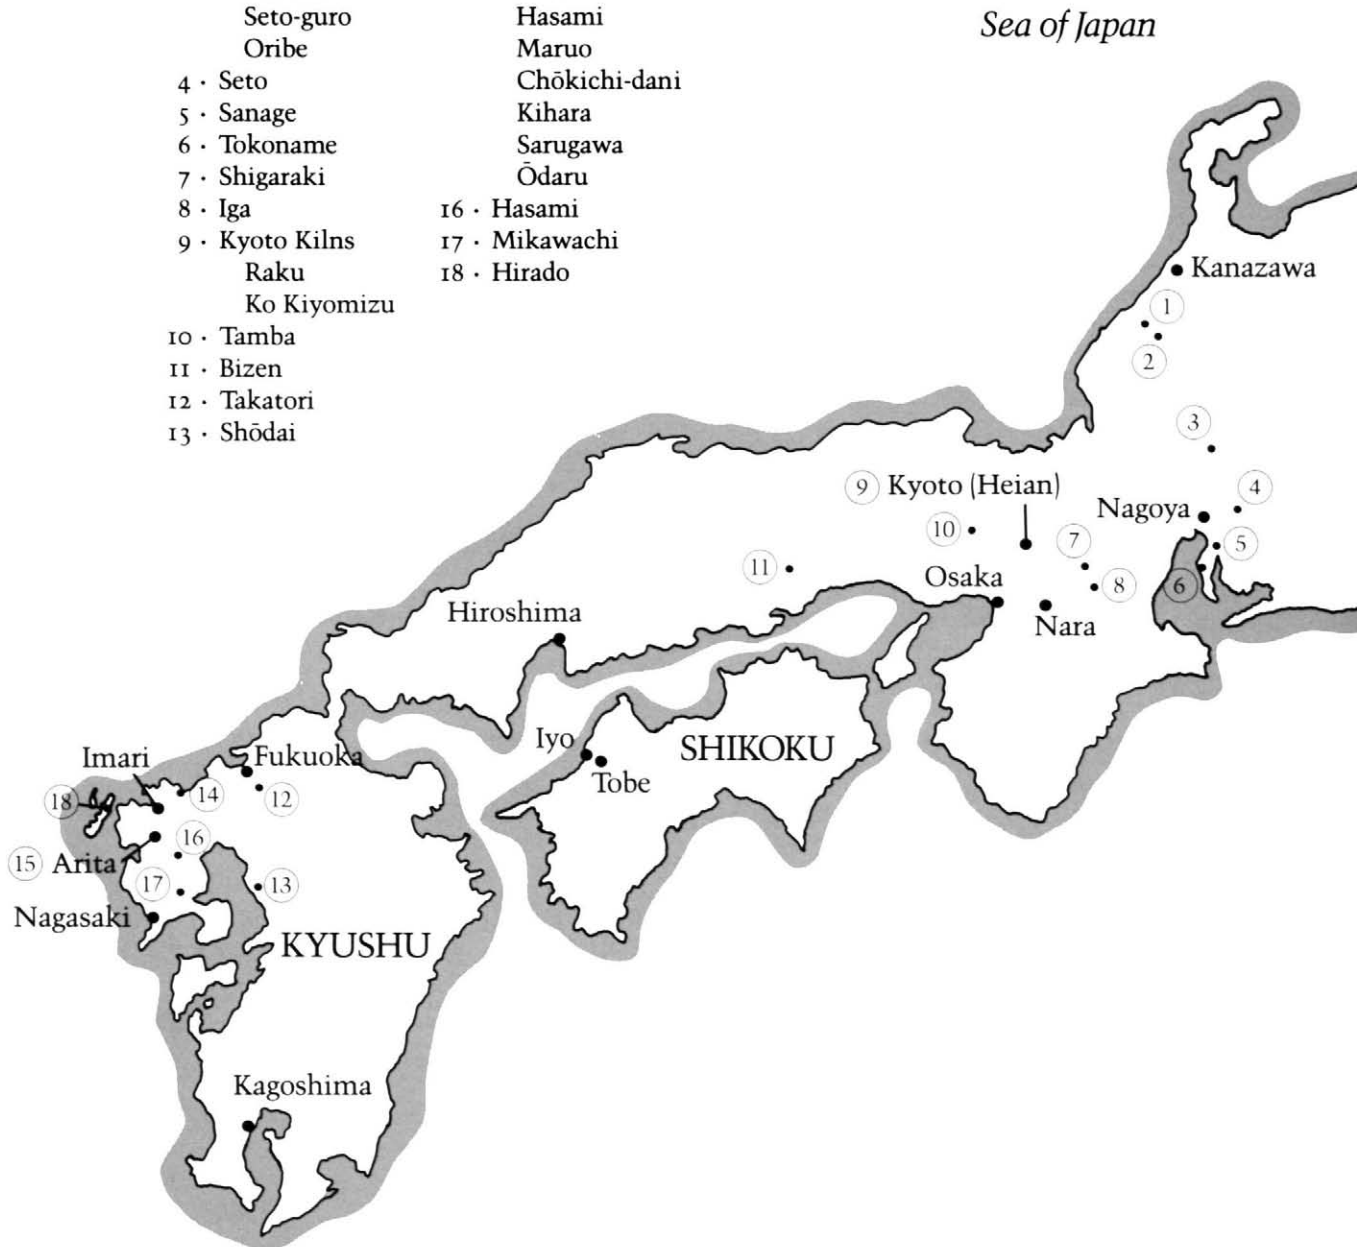 Seto-guro
Oribe
4 · Seto
5 · Sanage
6 · Tokoname
7 · Shigaraki
8 · Iga
9 · Kyoto Kilns
Raku
Ko Kiyomizu
10 · Tamba
11 · Bizen
12 · Takatori
13 · Shōdai
Hasami
Maruo
Chōkichi-dani
Kihara
Sarugawa
Ōdaru
16 · Hasami
17 · Mikawachi
18 · Hirado
Sea of Japan
Kanazawa
1
2
3
9 Kyoto (Heian)
4
Nagoya
10
7
5
11
Osaka
8
6
Hiroshima
Nara
Iyo
SHIKOKU
Imari
Fukuoka
Tobe
18
14
12
16
15 Arita
17
13
Nagasaki
KYUSHU
Kagoshima